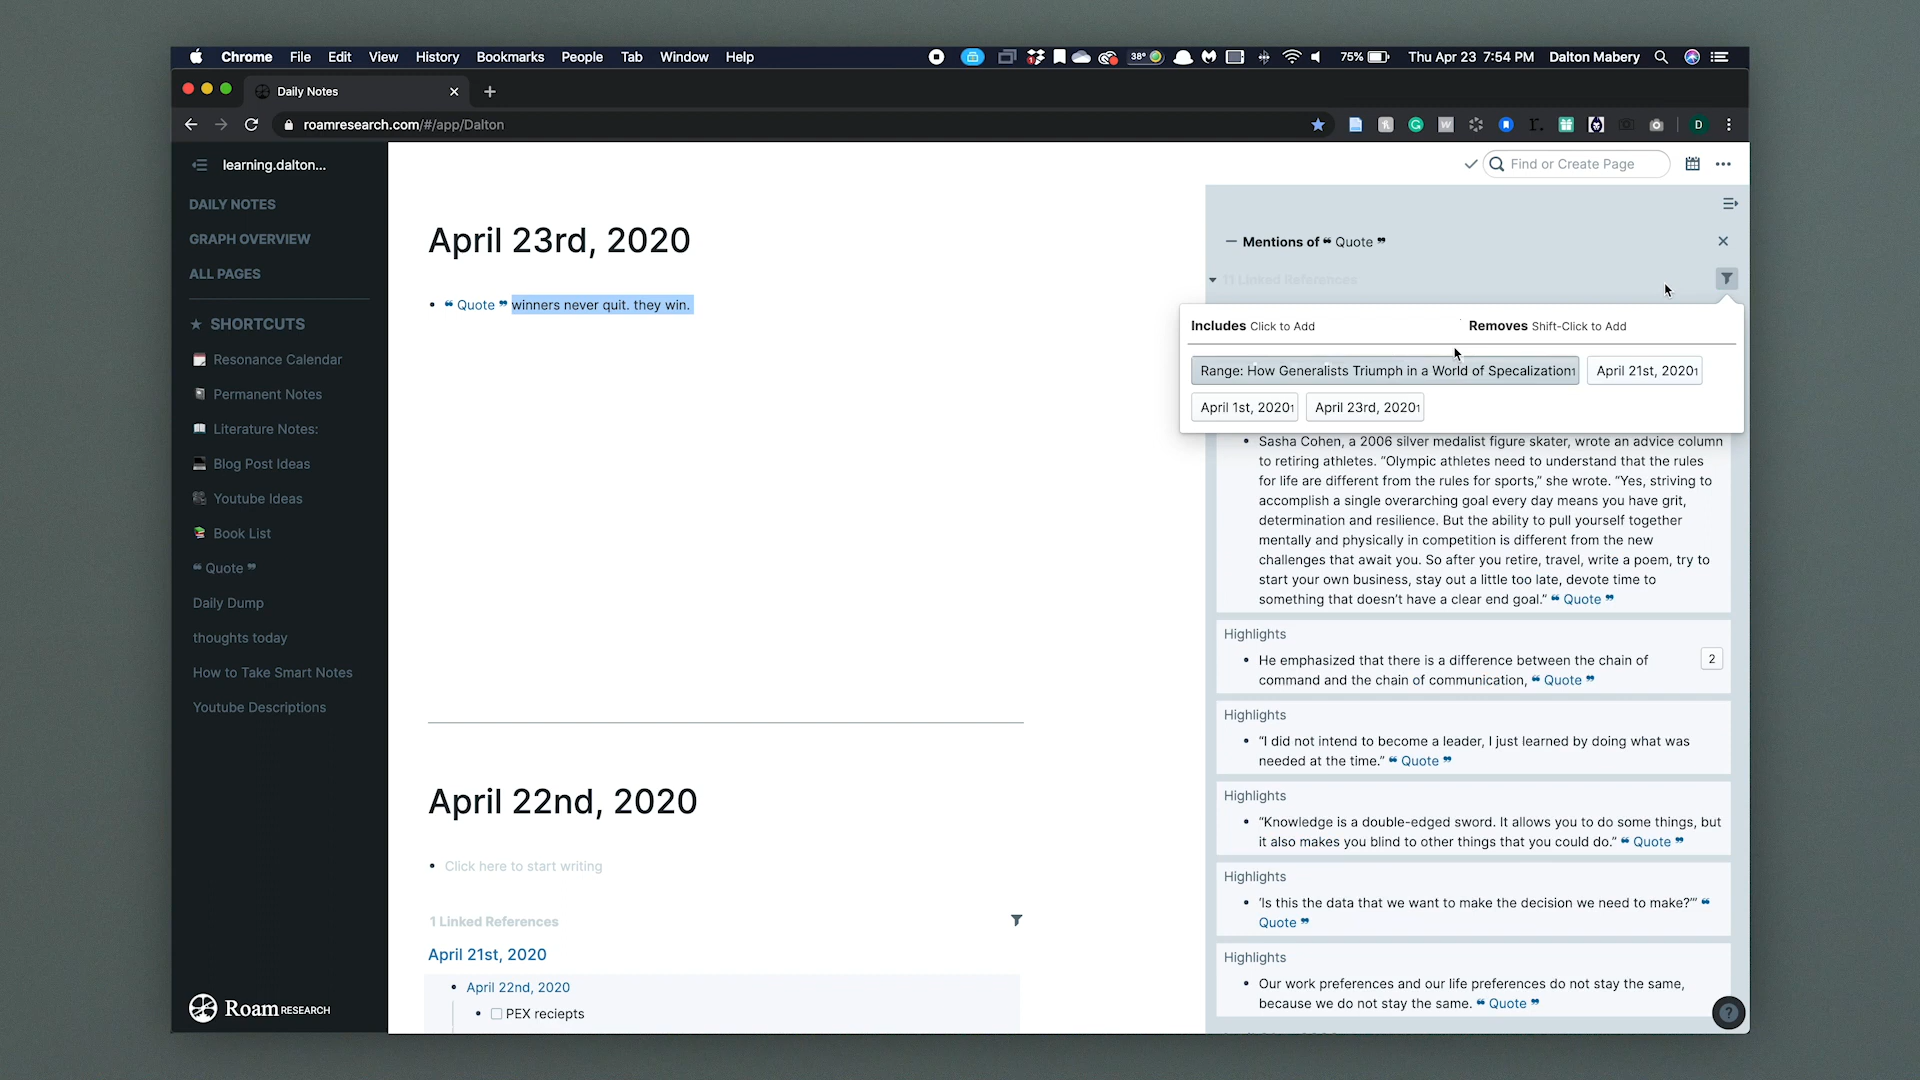 Chrome File Edit View History Bookmarks People Tab Window Help
38° 75% Thu Apr 23 7:54 PM Dalton Mabery
Daily Notes
roamresearch.com/#/app/Dalton
D
learning.dalton...
Find or Create Page
DAILY NOTES
GRAPH OVERVIEW
ALL PAGES
★ SHORTCUTS
Resonance Calendar
Permanent Notes
Literature Notes:
Blog Post Ideas
Youtube Ideas
Book List
❝ Quote ❞
Daily Dump
thoughts today
How to Take Smart Notes
Youtube Descriptions
Roam RESEARCH
April 23rd, 2020
• ❝ Quote ❞ winners never quit. they win.
April 22nd, 2020
• Click here to start writing
1 Linked References
April 21st, 2020
• April 22nd, 2020
• PEX reciepts
Mentions of ❝ Quote ❞
11 Linked References
Includes Click to Add
Removes Shift-Click to Add
Range: How Generalists Triumph in a World of Specalization1
April 21st, 20201
April 1st, 20201
April 23rd, 20201
• Sasha Cohen, a 2006 silver medalist figure skater, wrote an advice column
to retiring athletes. "Olympic athletes need to understand that the rules
for life are different from the rules for sports," she wrote. "Yes, striving to
accomplish a single overarching goal every day means you have grit,
determination and resilience. But the ability to pull yourself together
mentally and physically in competition is different from the new
challenges that await you. So after you retire, travel, write a poem, try to
start your own business, stay out a little too late, devote time to
something that doesn't have a clear end goal." ❝ Quote ❞
Highlights
• He emphasized that there is a difference between the chain of
command and the chain of communication, ❝ Quote ❞
2
Highlights
• "I did not intend to become a leader, I just learned by doing what was
needed at the time." ❝ Quote ❞
Highlights
• "Knowledge is a double-edged sword. It allows you to do some things, but
it also makes you blind to other things that you could do." ❝ Quote ❞
Highlights
• 'Is this the data that we want to make the decision we need to make?'" ❝
Quote ❞
Highlights
• Our work preferences and our life preferences do not stay the same,
because we do not stay the same. ❝ Quote ❞
?